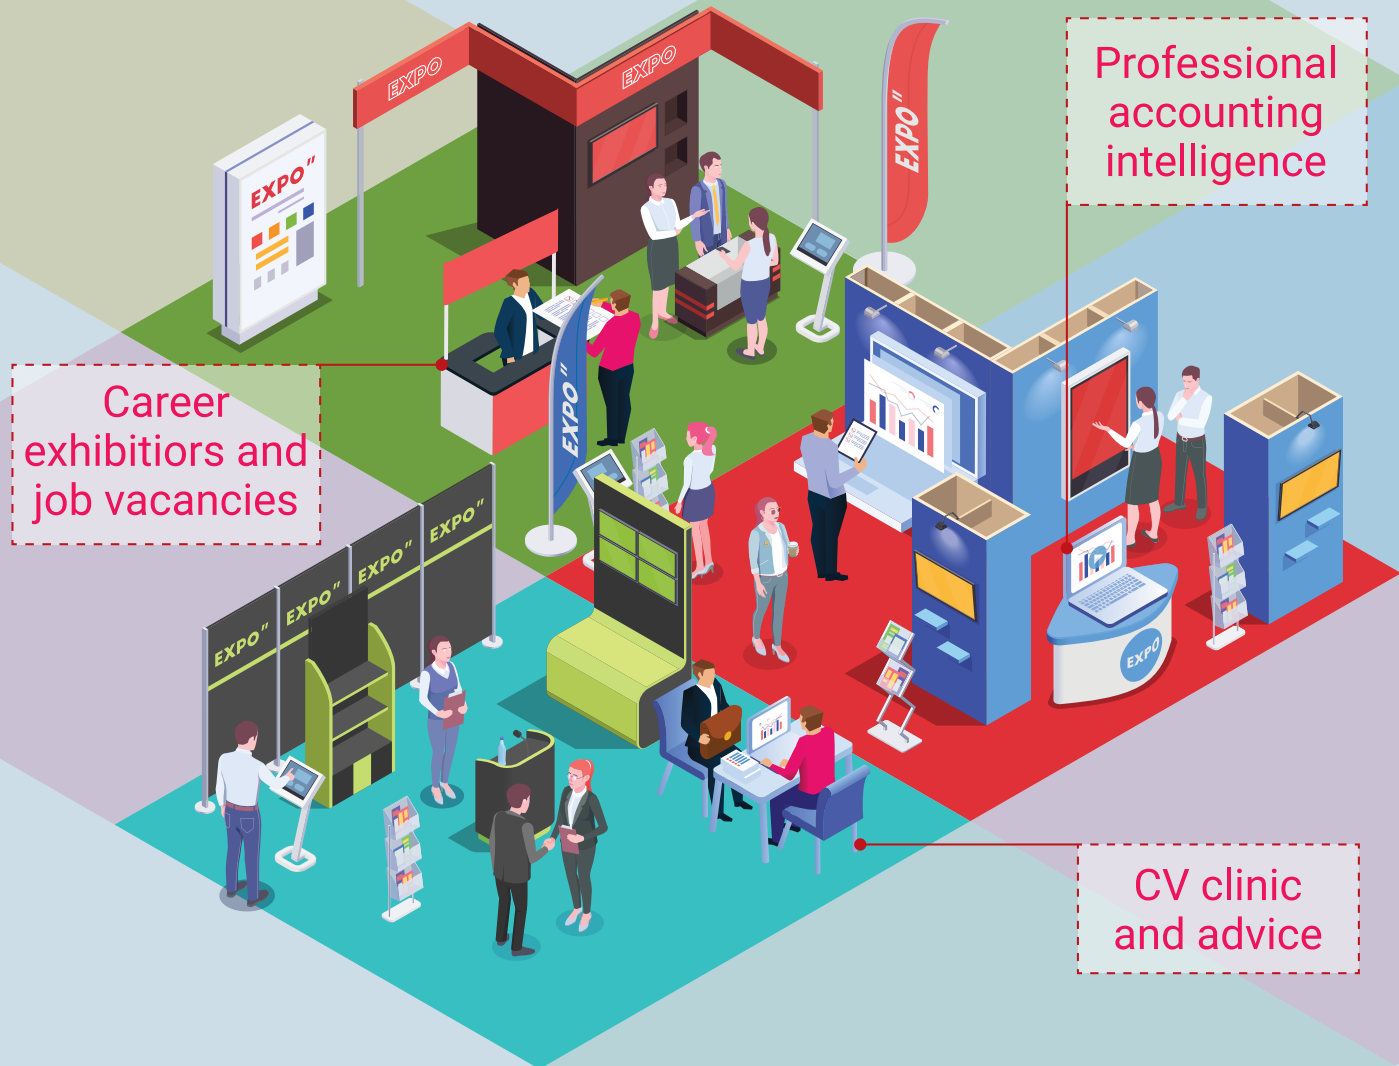 EXPO
EXPO
EXPO"
EXPO"
Professional
accounting
intelligence
Career
exhibitiors and
job vacancies
EXPO"
EXPO"
EXPO"
EXPO"
EXPO"
EXPO
CV clinic
and advice